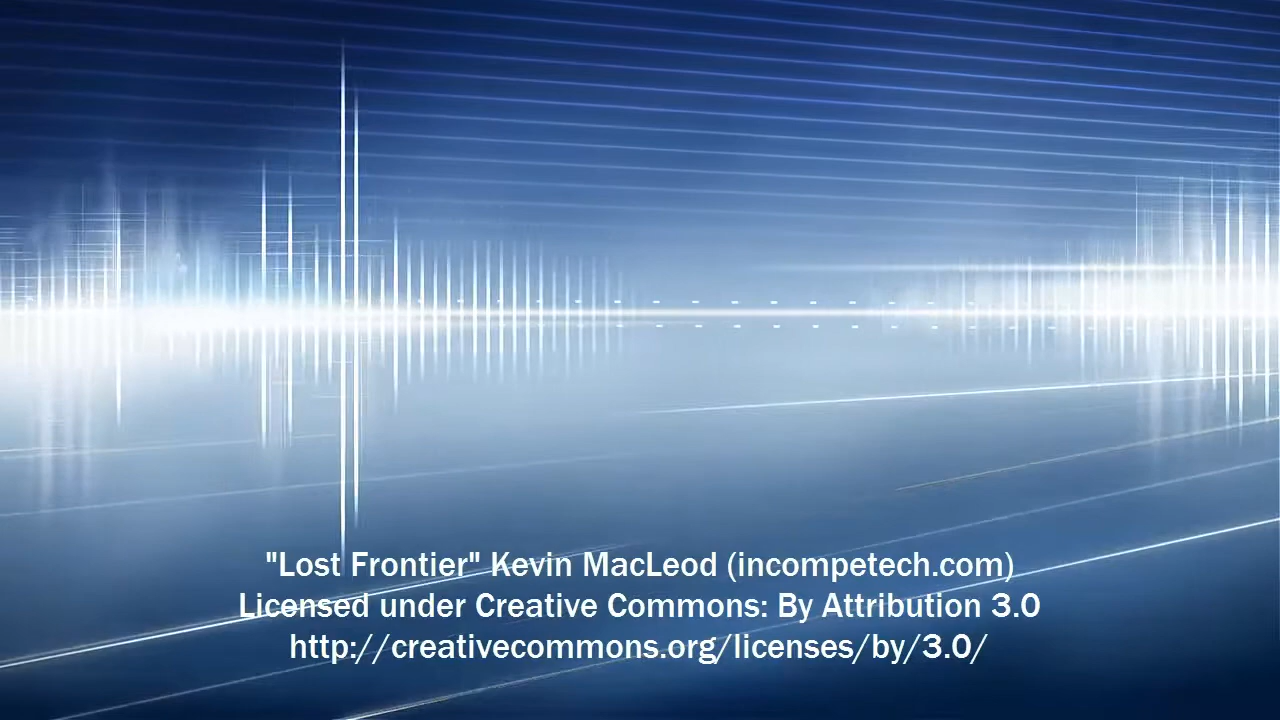 "Lost Frontier" Kevin MacLeod (incompetech.com)
Licensed under Creative Commons: By Attribution 3.0
http://creativecommons.org/licenses/by/3.0/